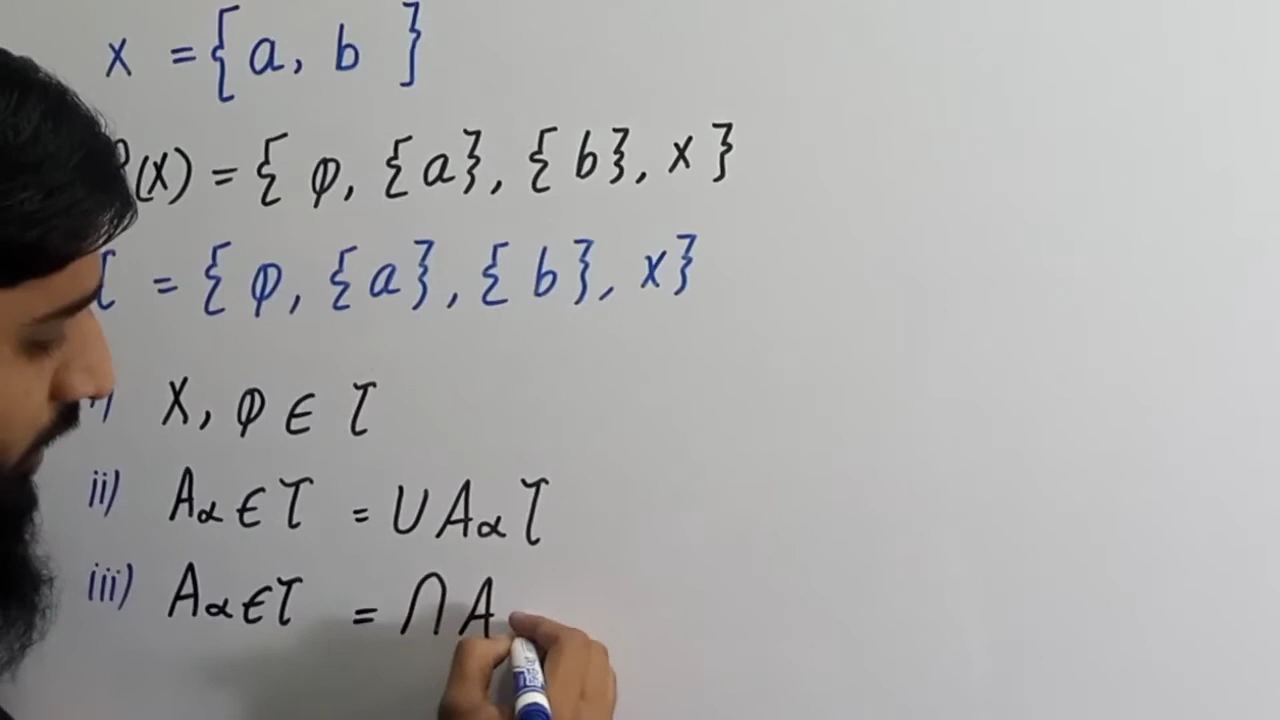 X = {a, b }
(X) = { φ, {a}, {b}, x }
τ = { φ, {a}, {b}, x}
X, φ ∈ τ
ii) Aα ∈ τ = ∪ Aα τ
iii) Aα ∈ τ = ∩ A